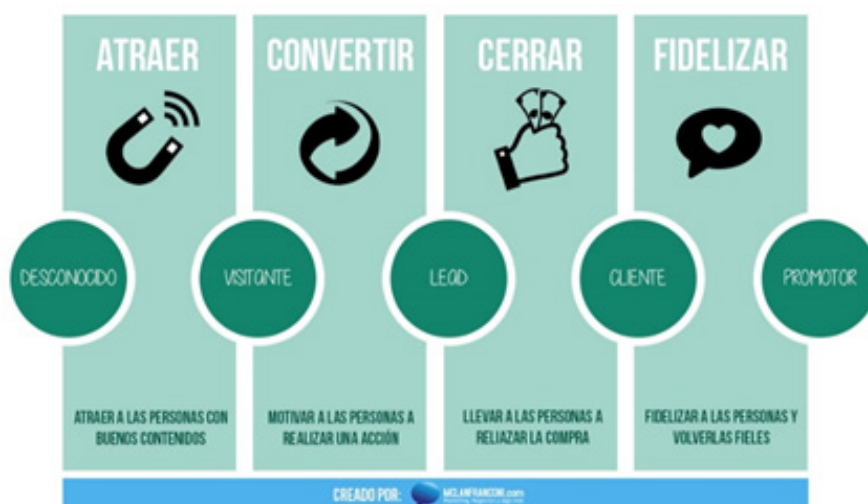 ATRAER
CONVERTIR
CERRAR
FIDELIZAR
DESCONOCIDO
VISITANTE
LEAD
CLIENTE
PROMOTOR
ATRAER A LAS PERSONAS CON
BUENOS CONTENIDOS
MOTIVAR A LAS PERSONAS A
REALIZAR UNA ACCIÓN
LLEVAR A LAS PERSONAS A
RELIAZAR LA COMPRA
FIDELIZAR A LAS PERSONAS Y
VOLVERLAS FIELES
CREADO POR:
MCLANFRANCONI.com